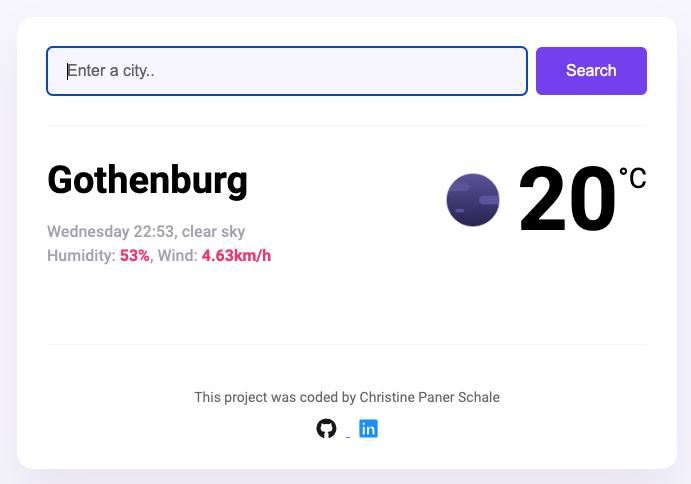 Enter a city..
Search
Gothenburg
20°C
Wednesday 22:53, clear sky
Humidity: 53%, Wind: 4.63km/h
This project was coded by Christine Paner Schale
in